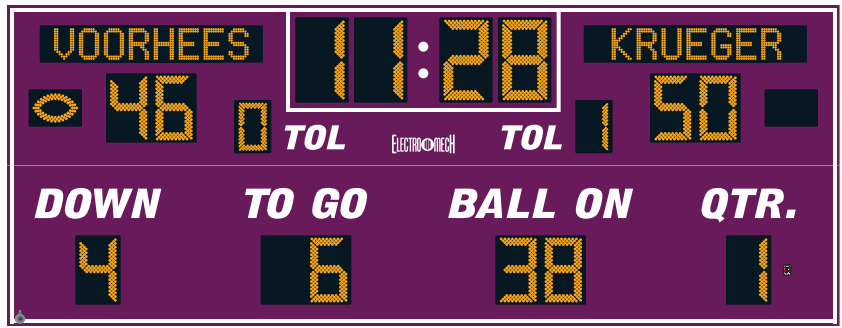 VOORHEES 11:28 KRUEGER
46 50
0 TOL ELECTRO-MECH TOL 1
DOWN TO GO BALL ON QTR.
4 6 38 1